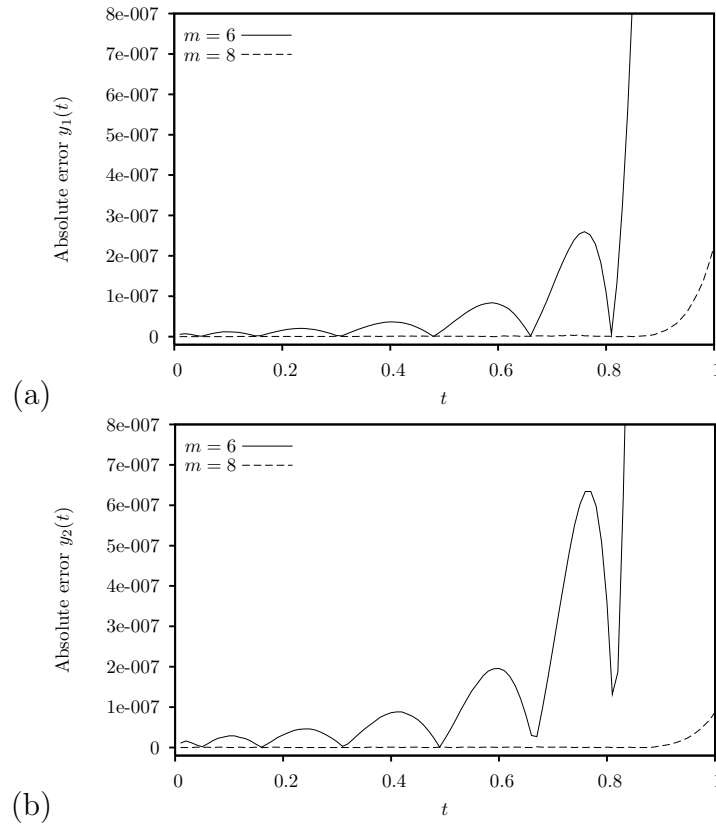 8e-007
7e-007
6e-007
5e-007
4e-007
3e-007
2e-007
1e-007
0
Absolute error y₁(t)
m = 6
m = 8
0 0.2 0.4 0.6 0.8 1
t
(a)
8e-007
7e-007
6e-007
5e-007
4e-007
3e-007
2e-007
1e-007
0
Absolute error y₂(t)
m = 6
m = 8
0 0.2 0.4 0.6 0.8 1
t
(b)